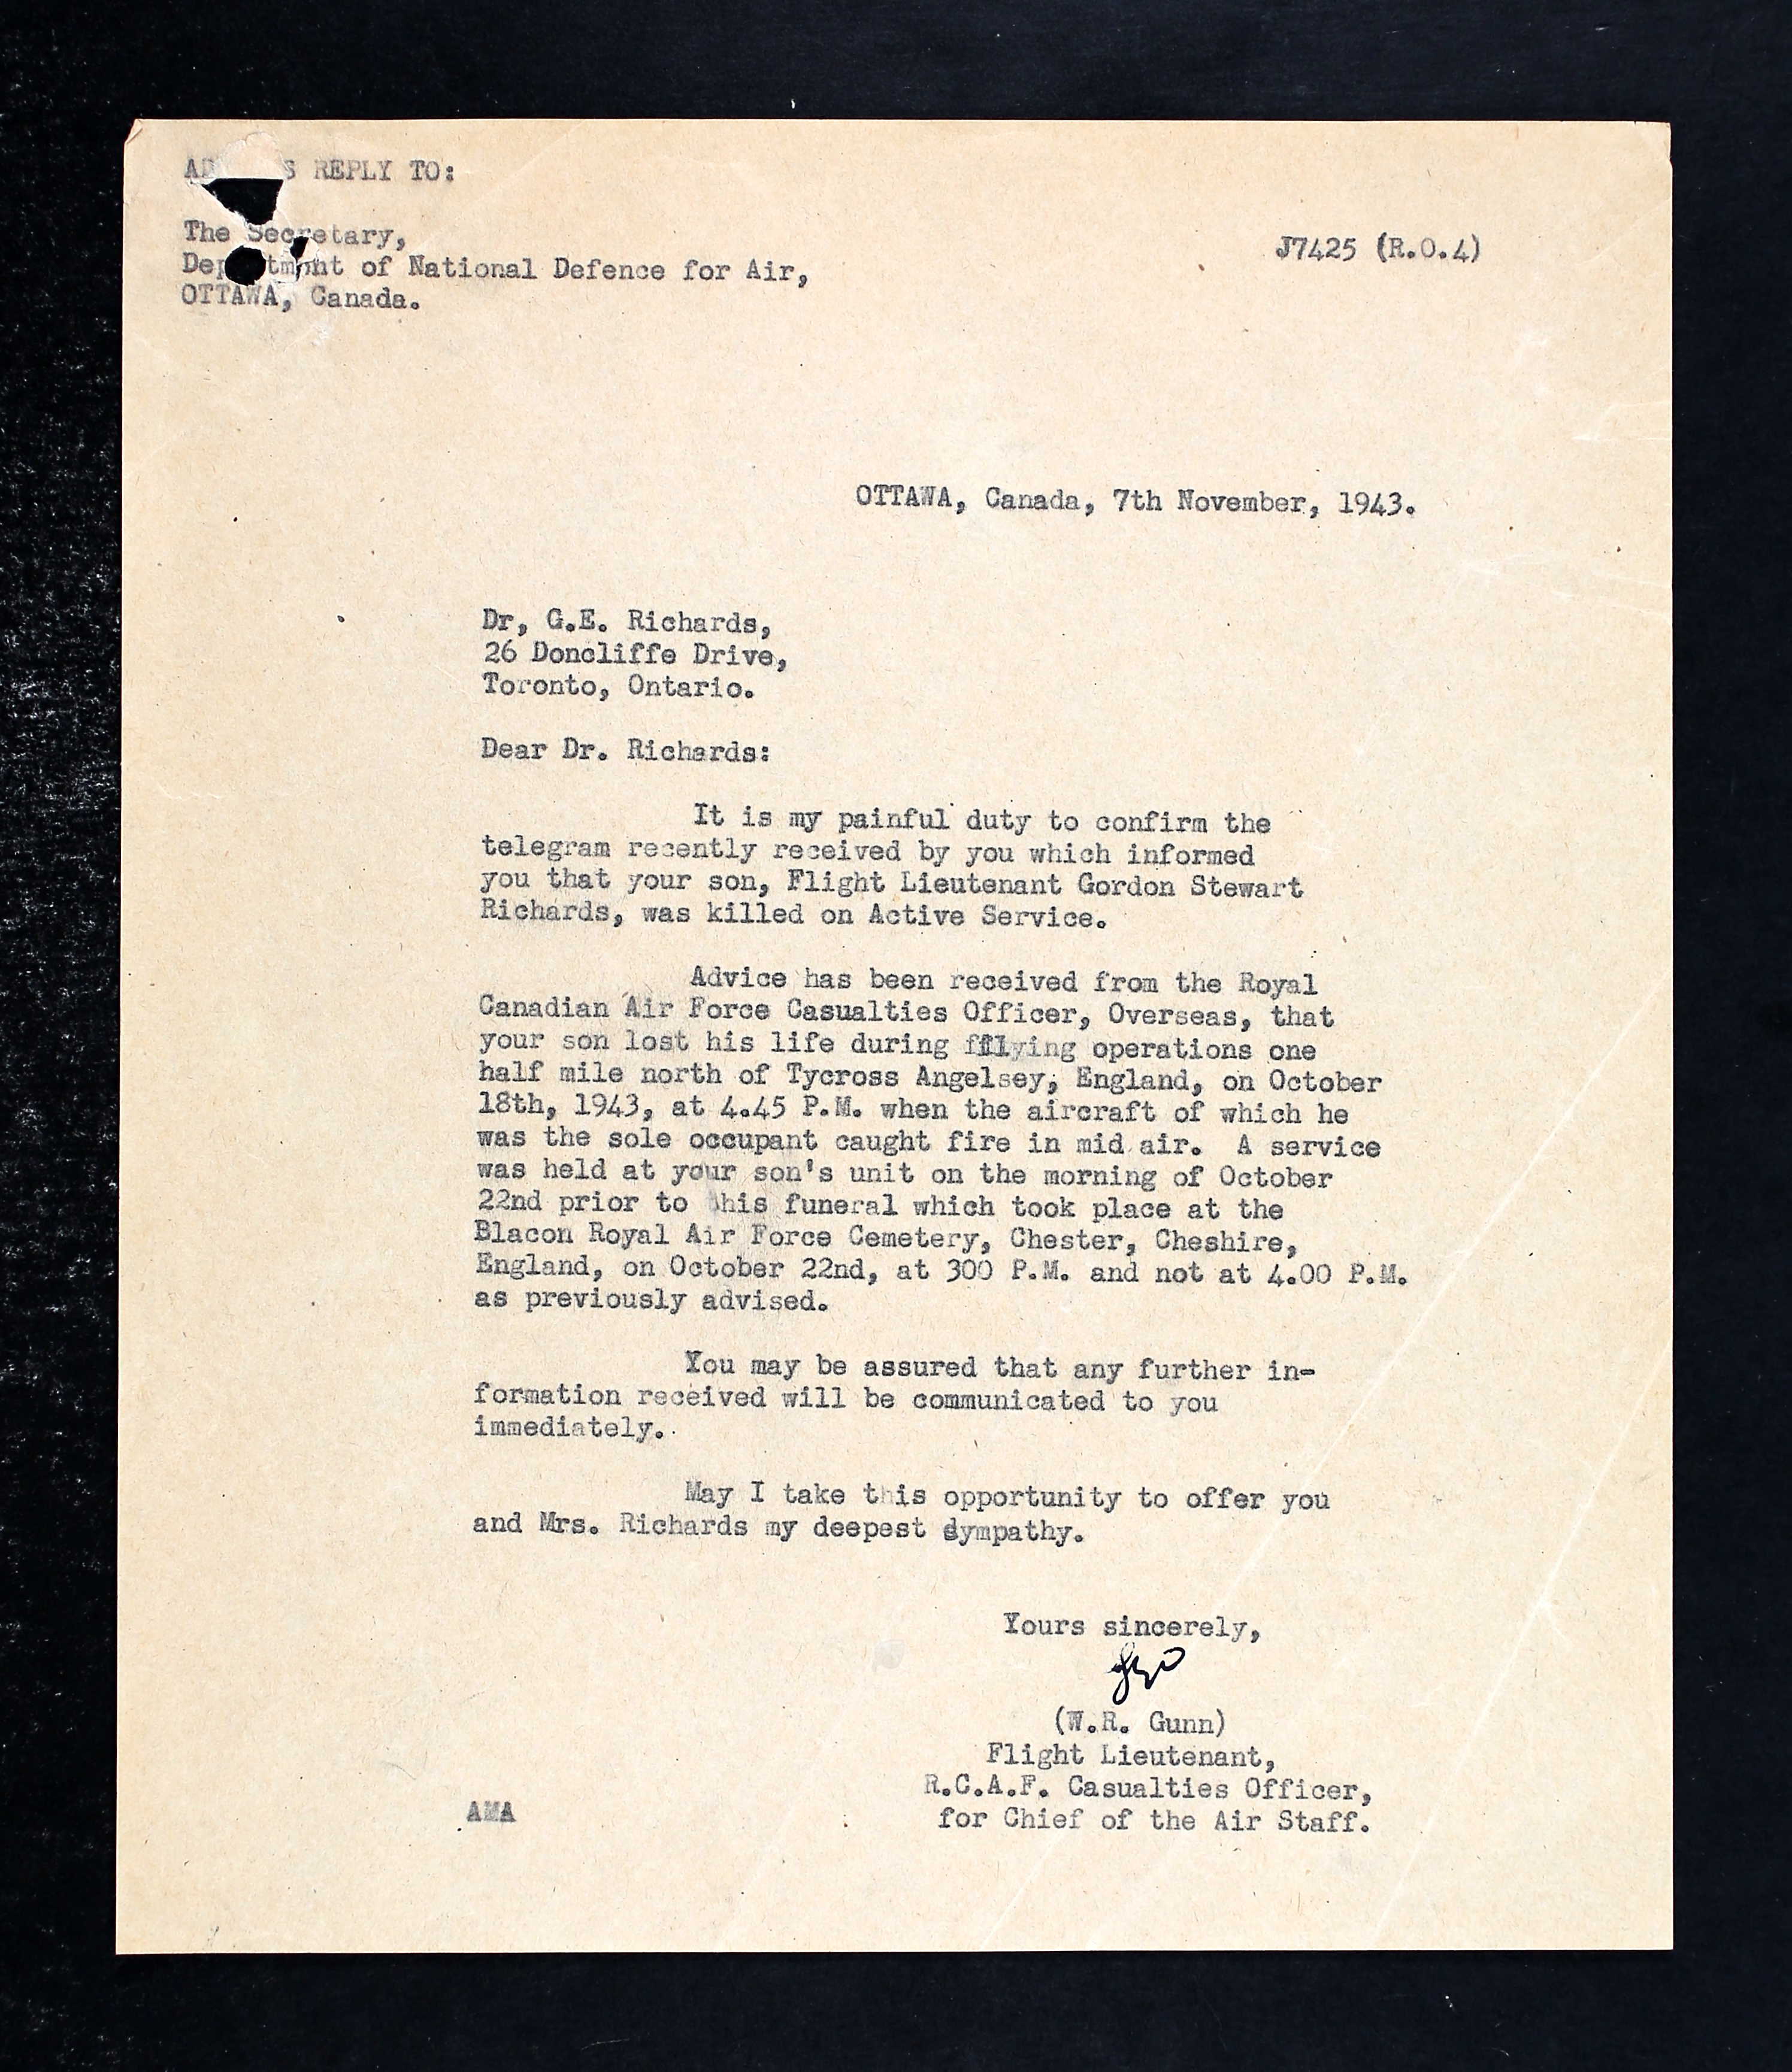 REPLY TO:
The Secretary,
of National Defence for Air,
OTTAWA, Canada.
J7425 (R.O.4)
OTTAWA, Canada, 7th November, 1943.
Dr, G.E. Richards,
26 Doncliffe Drive,
Toronto, Ontario.
Dear Dr. Richards:
It is my painful duty to confirm the
telegram recently received by you which informed
you that your son, Flight Lieutenant Gordon Stewart
Richards, was killed on Active Service.
Advice has been received from the Royal
Canadian Air Force Casualties Officer, Overseas, that
your son lost his life during flying operations one
half mile north of Tycross Angelsey, England, on October
18th, 1943, at 4.45 P.M. when the aircraft of which he
was the sole occupant caught fire in mid air. A service
was held at your son's unit on the morning of October
22nd prior to his funeral which took place at the
Blacon Royal Air Force Cemetery, Chester, Cheshire,
England, on October 22nd, at 300 P.M. and not at 4.00 P.M.
as previously advised.
You may be assured that any further in-
formation received will be communicated to you
immediately.
May I take this opportunity to offer you
and Mrs. Richards my deepest sympathy.
Yours sincerely,
(W.R. Gunn)
Flight Lieutenant,
R.C.A.F. Casualties Officer,
for Chief of the Air Staff.
AMA